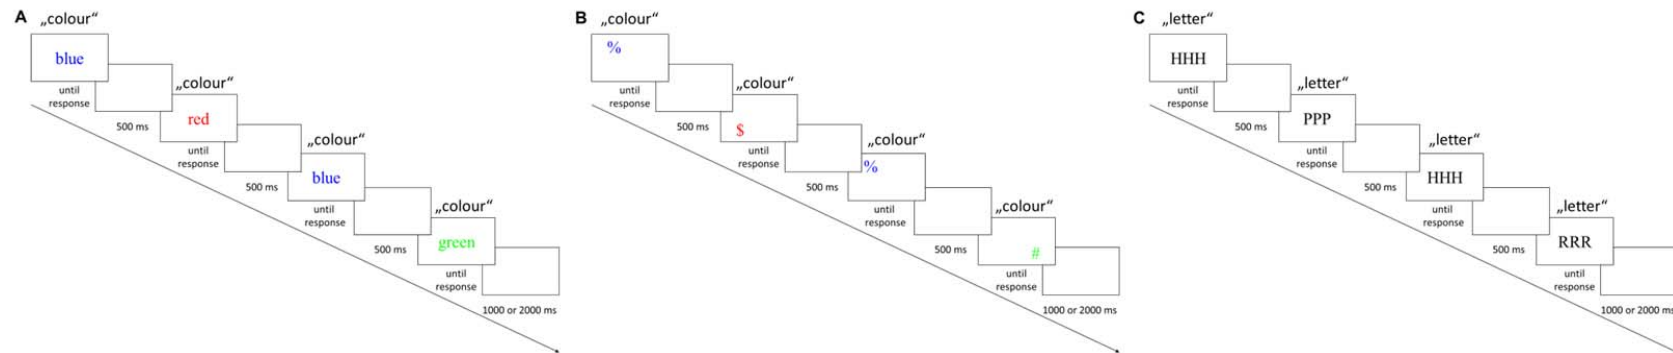 A
„colour“
blue
until
response
500 ms
„colour“
red
until
response
500 ms
„colour“
blue
until
response
500 ms
„colour“
green
until
response
1000 or 2000 ms
B
„colour“
%
until
response
500 ms
„colour“
$
until
response
500 ms
„colour“
%
until
response
500 ms
„colour“
#
until
response
1000 or 2000 ms
C
„letter“
HHH
until
response
500 ms
„letter“
PPP
until
response
500 ms
„letter“
HHH
until
response
500 ms
„letter“
RRR
until
response
1000 or 2000 ms